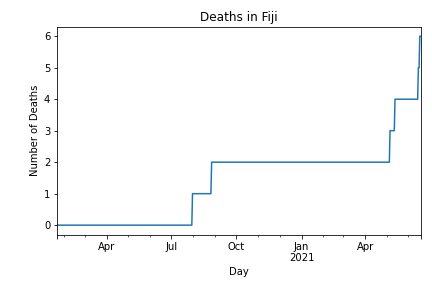 Deaths in Fiji
Number of Deaths
6
5
4
3
2
1
0
Apr
Jul
Oct
Jan
2021
Apr
Day